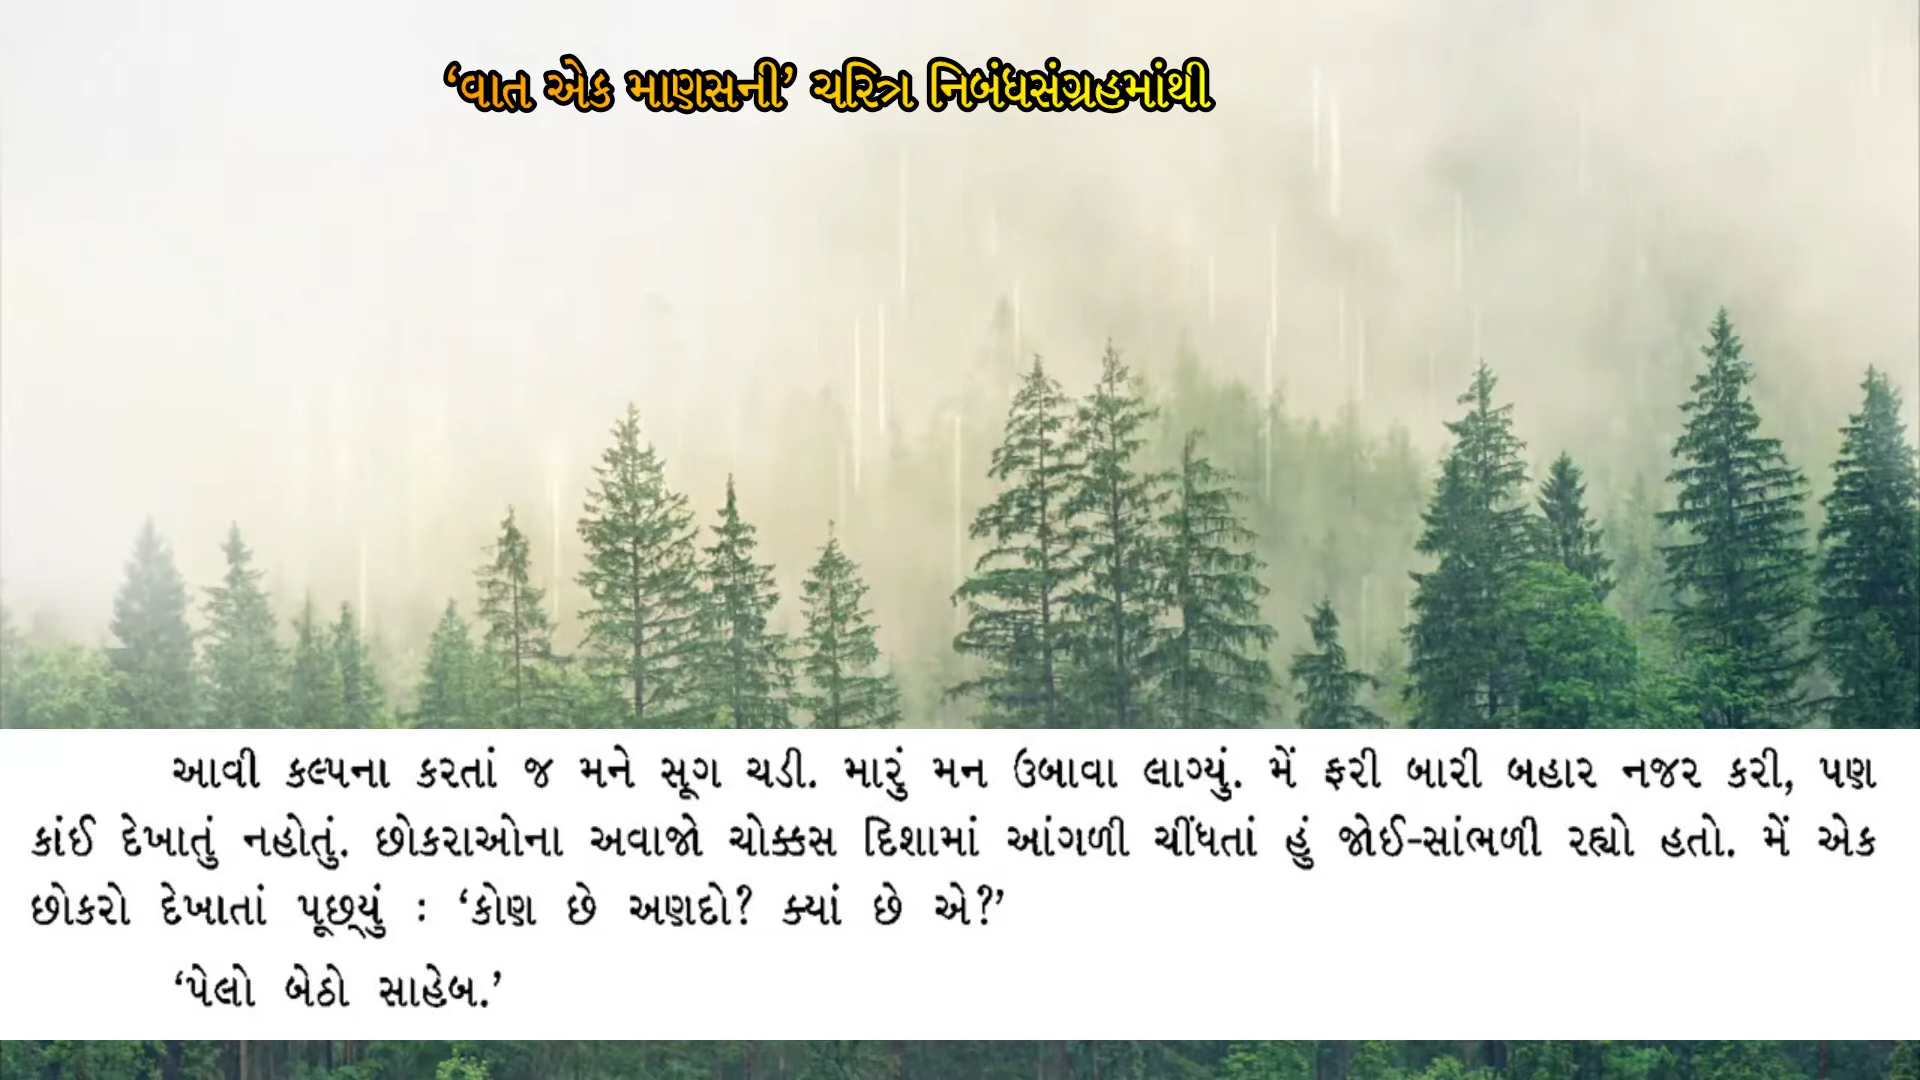 ‘વાત એક માણસની’ ચરિત્ર નિબંધસંગ્રહમાંથી
આવી કલ્પના કરતાં જ મને સૂગ ચડી. મારું મન ઉબાવા લાગ્યું. મેં ફરી બારી બહાર નજર કરી, પણ
કાંઈ દેખાતું નહોતું. છોકરાઓના અવાજો ચોક્કસ દિશામાં આંગળી ચીંધતાં હું જોઈ-સાંભળી રહ્યો હતો. મેં એક
છોકરો દેખાતાં પૂછ્યું : ‘કોણ છે અણદો? ક્યાં છે એ?’
‘પેલો બેઠો સાહેબ.’